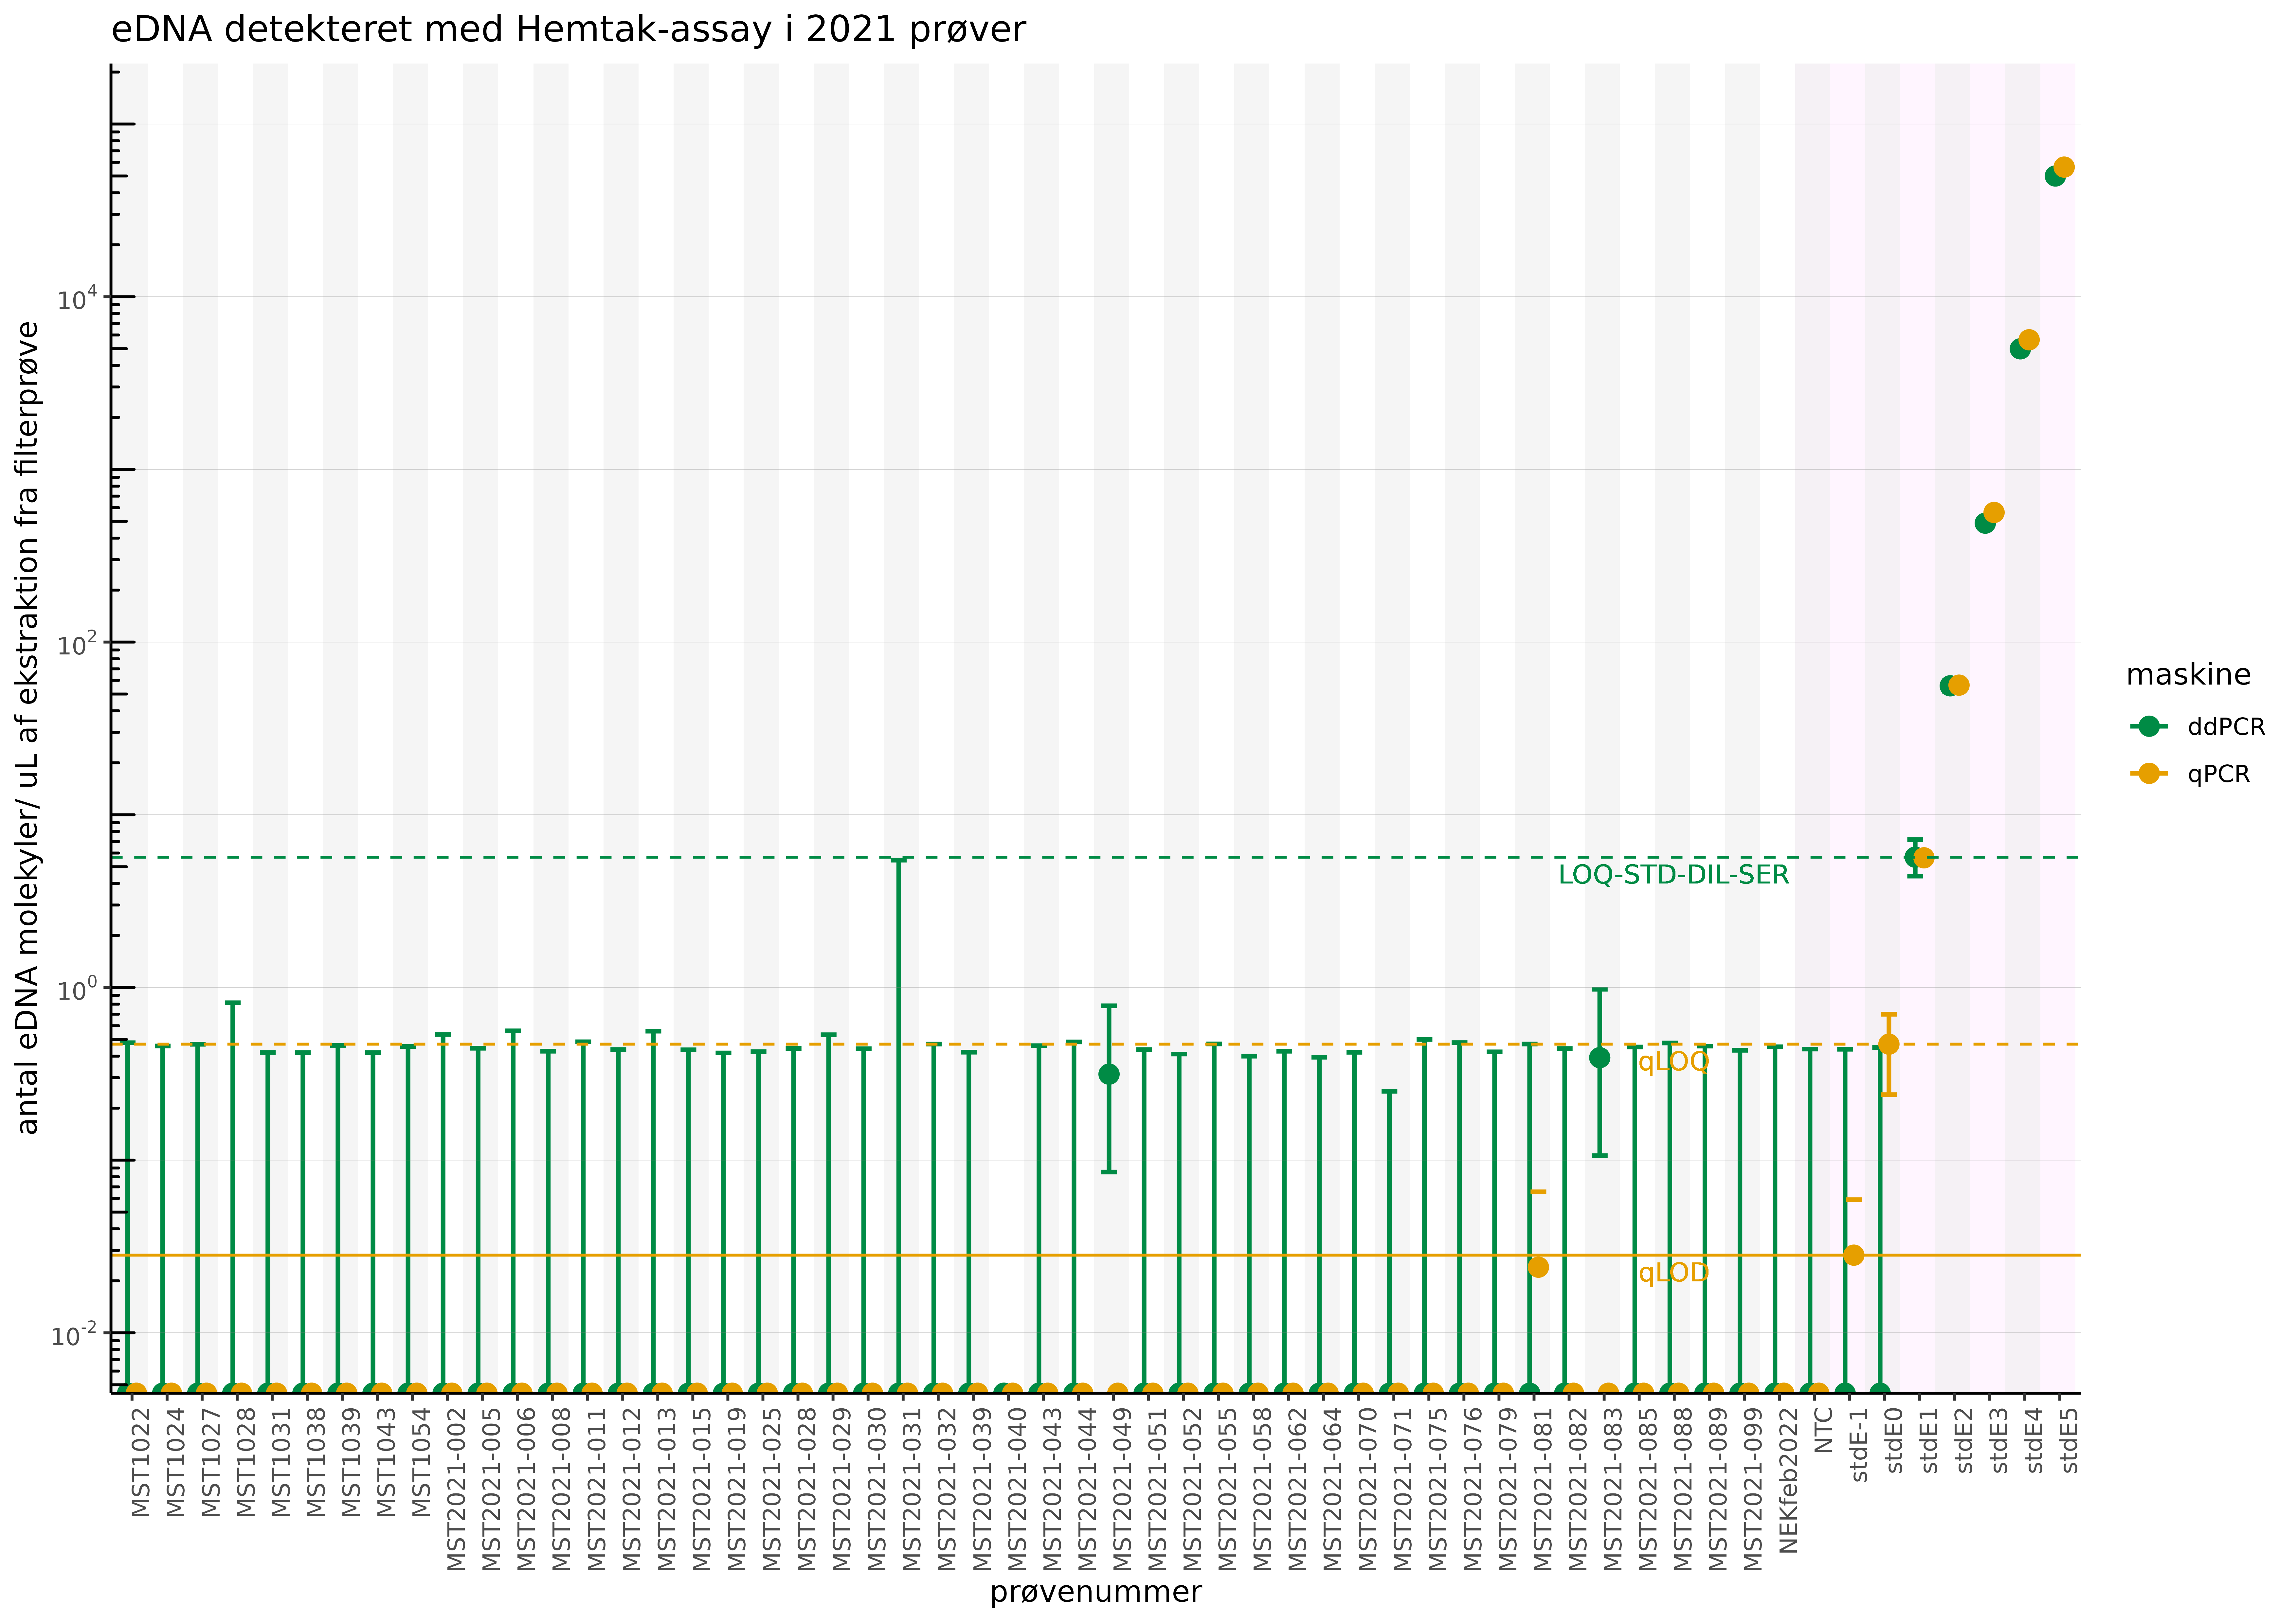 eDNA detekteret med Hemtak-assay i 2021 prøver
antal eDNA molekyler/ uL af ekstraktion fra filterprøve
10^4
10^2
10^0
10^-2
LOQ-STD-DIL-SER
qLOQ
qLOD
MST1022
MST1024
MST1027
MST1028
MST1031
MST1038
MST1039
MST1043
MST1054
MST2021-002
MST2021-005
MST2021-006
MST2021-008
MST2021-011
MST2021-012
MST2021-013
MST2021-015
MST2021-019
MST2021-025
MST2021-028
MST2021-029
MST2021-030
MST2021-031
MST2021-032
MST2021-039
MST2021-040
MST2021-043
MST2021-044
MST2021-049
MST2021-051
MST2021-052
MST2021-055
MST2021-058
MST2021-062
MST2021-064
MST2021-070
MST2021-071
MST2021-075
MST2021-076
MST2021-079
MST2021-081
MST2021-082
MST2021-083
MST2021-085
MST2021-088
MST2021-089
MST2021-099
NEKfeb2022
NTC
stdE-1
stdE0
stdE1
stdE2
stdE3
stdE4
stdE5
prøvenummer
maskine
ddPCR
qPCR